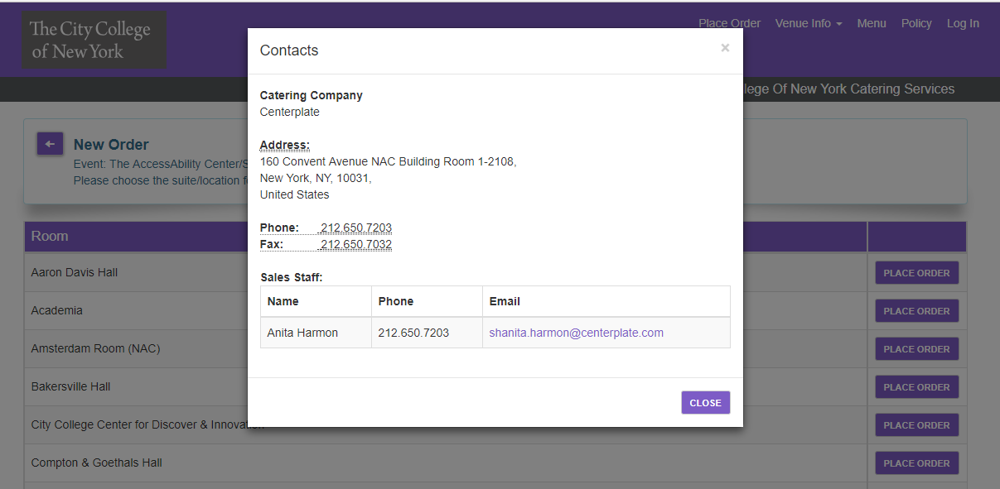 The City College
of New York
Place Order Venue Info Menu Policy Log In
lege Of New York Catering Services
New Order
Event: The AccessAbility Center/S
Please choose the suite/location f
Contacts
×
Catering Company
Centerplate
Address:
160 Convent Avenue NAC Building Room 1-2108,
New York, NY, 10031,
United States
Phone: 212.650.7203
Fax: 212.650.7032
Sales Staff:
Name Phone Email
Anita Harmon 212.650.7203 shanita.harmon@centerplate.com
CLOSE
Room
Aaron Davis Hall PLACE ORDER
Academia PLACE ORDER
Amsterdam Room (NAC) PLACE ORDER
Bakersville Hall PLACE ORDER
City College Center for Discover & Innovation PLACE ORDER
Compton & Goethals Hall PLACE ORDER